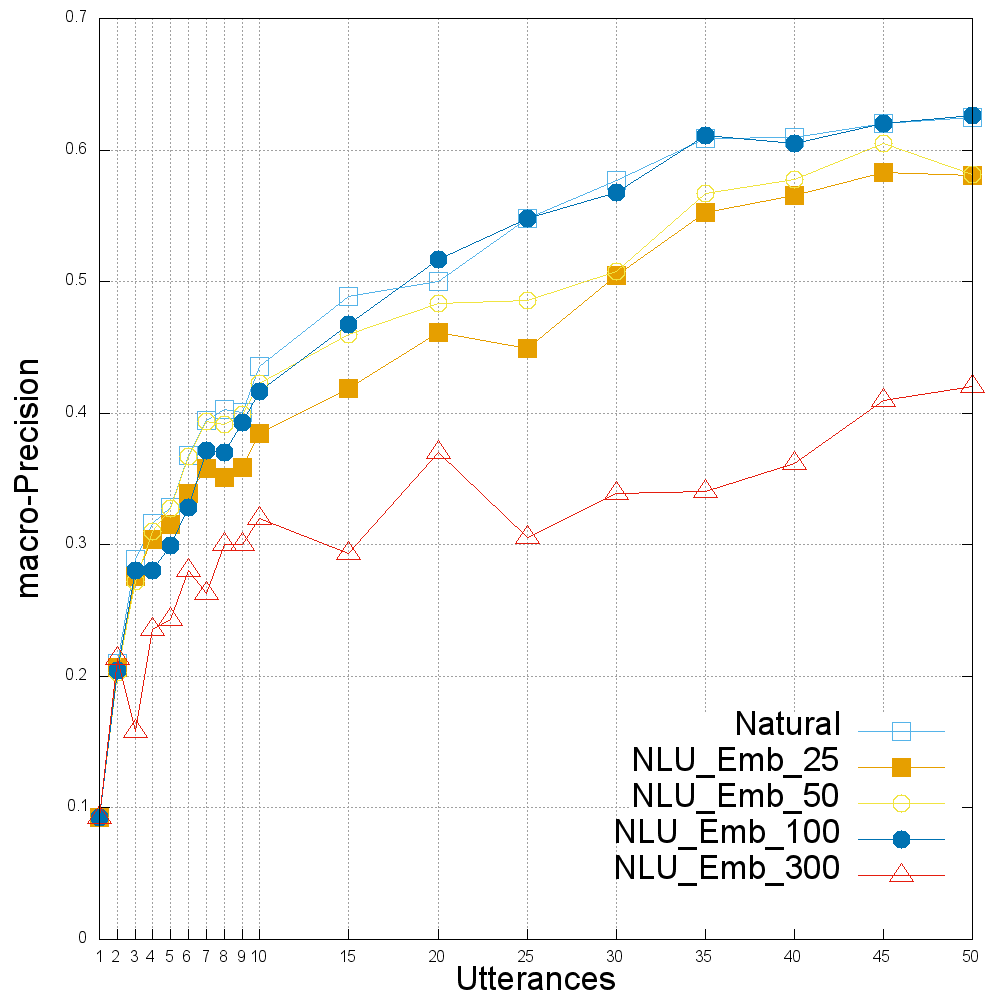 0.7
0.6
0.5
0.4
0.3
0.2
0.1
0
macro-Precision
Natural
NLU_Emb_25
NLU_Emb_50
NLU_Emb_100
NLU_Emb_300
1 2 3 4 5 6 7 8 9 10 15 20 25 30 35 40 45 50
Utterances